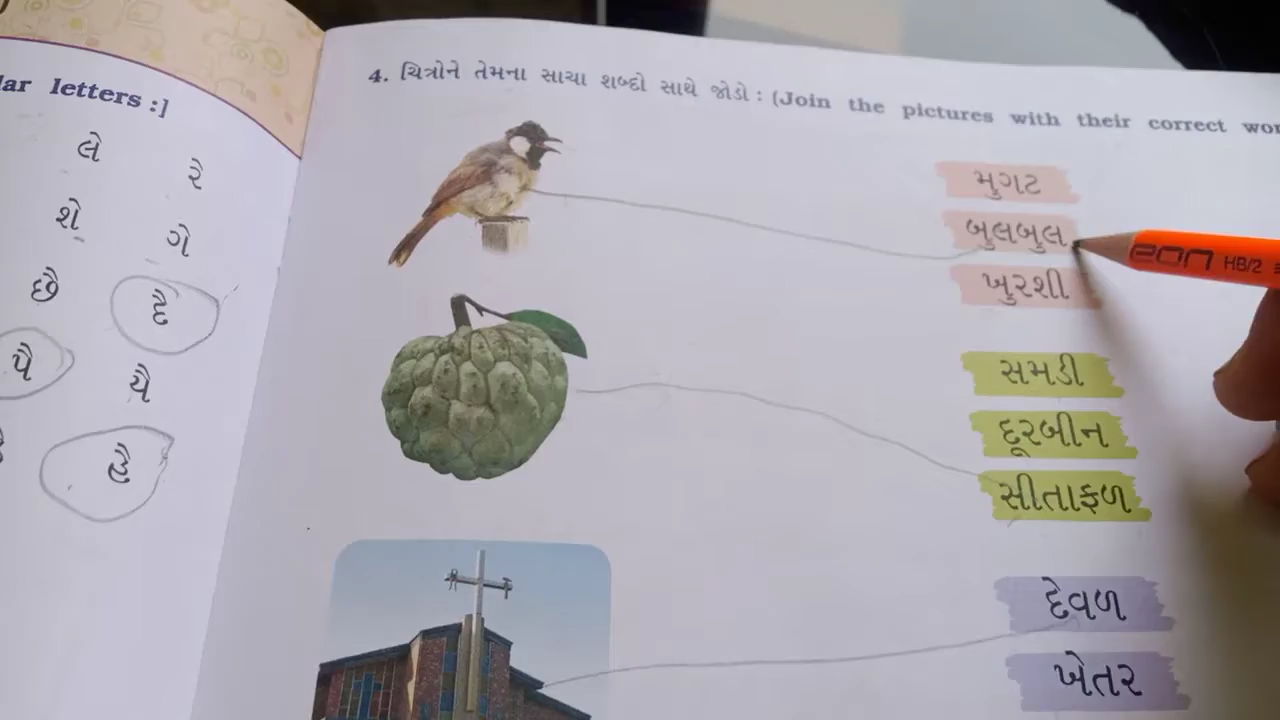 lar letters :]
લે રે
શે ગે
છૈ દૈ
પૈ યૈ
હૈ
4. ચિત્રોને તેમના સાચા શબ્દો સાથે જોડો : (Join the pictures with their correct
મુગટ
બુલબુલ
ખુરશી
સમડી
દૂરબીન
સીતાફળ
દેવળ
ખેતર
eon HB/2